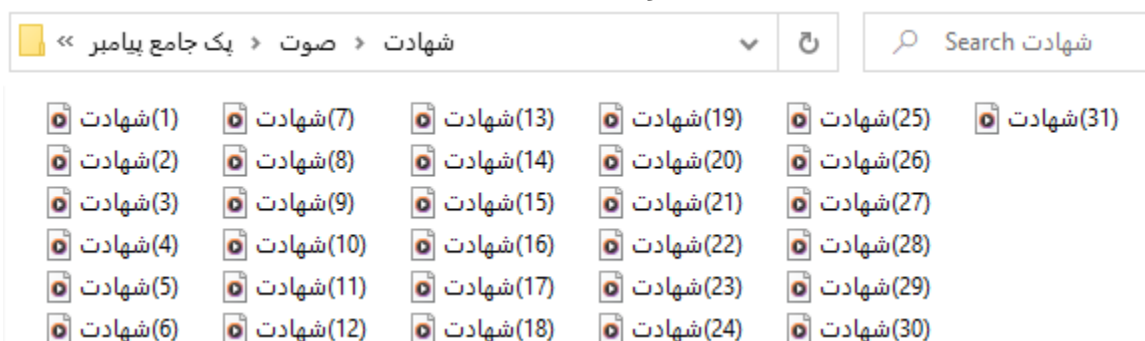 « پک جامع پیامبر › صوت › شهادت
Search شهادت
شهادت(1) شهادت(7) شهادت(13) شهادت(19) شهادت(25) شهادت(31)
شهادت(2) شهادت(8) شهادت(14) شهادت(20) شهادت(26)
شهادت(3) شهادت(9) شهادت(15) شهادت(21) شهادت(27)
شهادت(4) شهادت(10) شهادت(16) شهادت(22) شهادت(28)
شهادت(5) شهادت(11) شهادت(17) شهادت(23) شهادت(29)
شهادت(6) شهادت(12) شهادت(18) شهادت(24) شهادت(30)